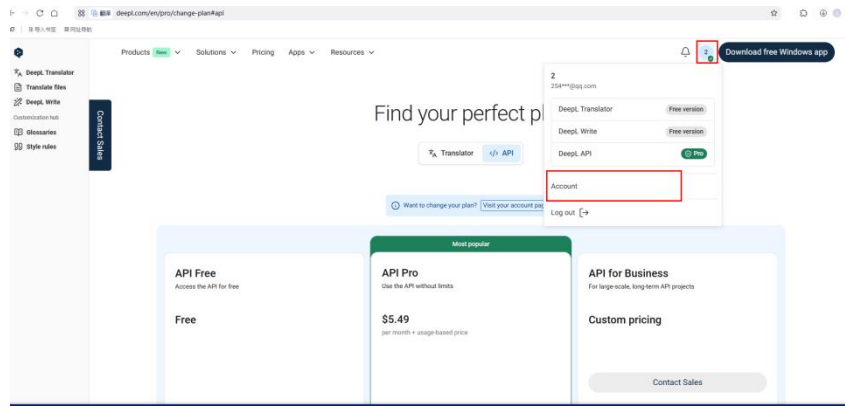 翻译 deepl.com/en/pro/change-plan#api
Products New Solutions Pricing Apps Resources
2 Download free Windows app
DeepL Translator
Translate files
DeepL Write
Customization hub
Glossaries
Style rules
Contact Sales
2
254***@qq.com
DeepL Translator Free version
DeepL Write Free version
DeepL API Pro
Account
Log out
Find your perfect pl
Translator </> API
Want to change your plan? Visit your account pag
Most popular
API Free
Access the API for free
Free
API Pro
Use the API without limits
$5.49
per month + usage-based price
API for Business
For large-scale, long-term API projects
Custom pricing
Contact Sales